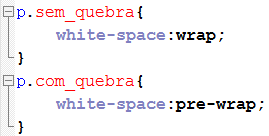 p.sem_quebra{
white-space:wrap;
}
p.com_quebra{
white-space:pre-wrap;
}